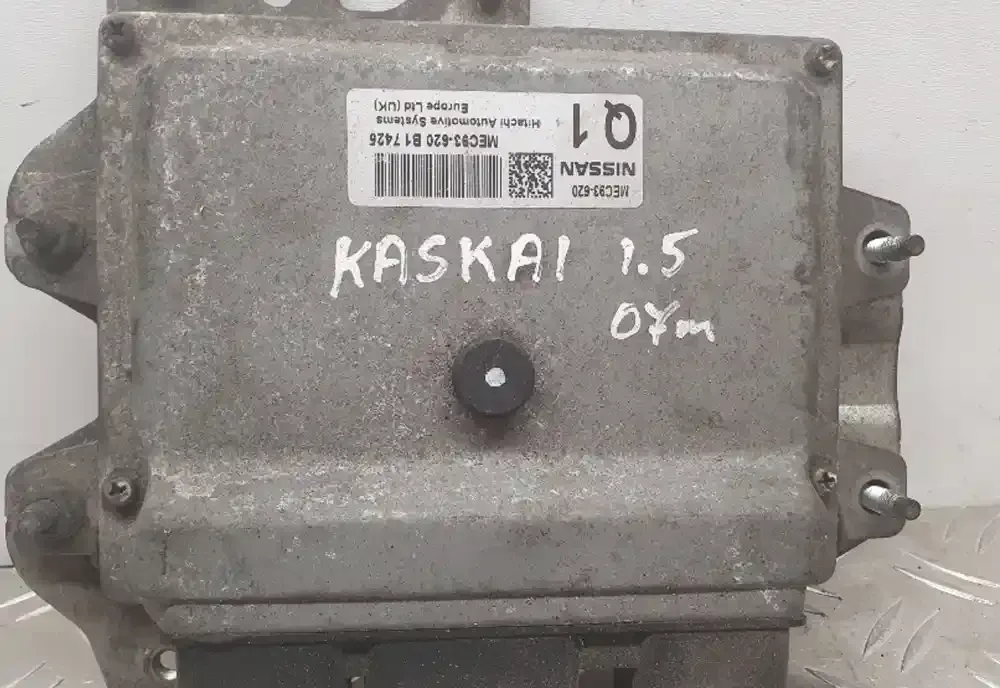 MEC93-620
NISSAN
Q1
MEC93-620 B1 7426
Hitachi Automotive Systems
Europe Ltd (UK)
KASKAI 1.5
07m